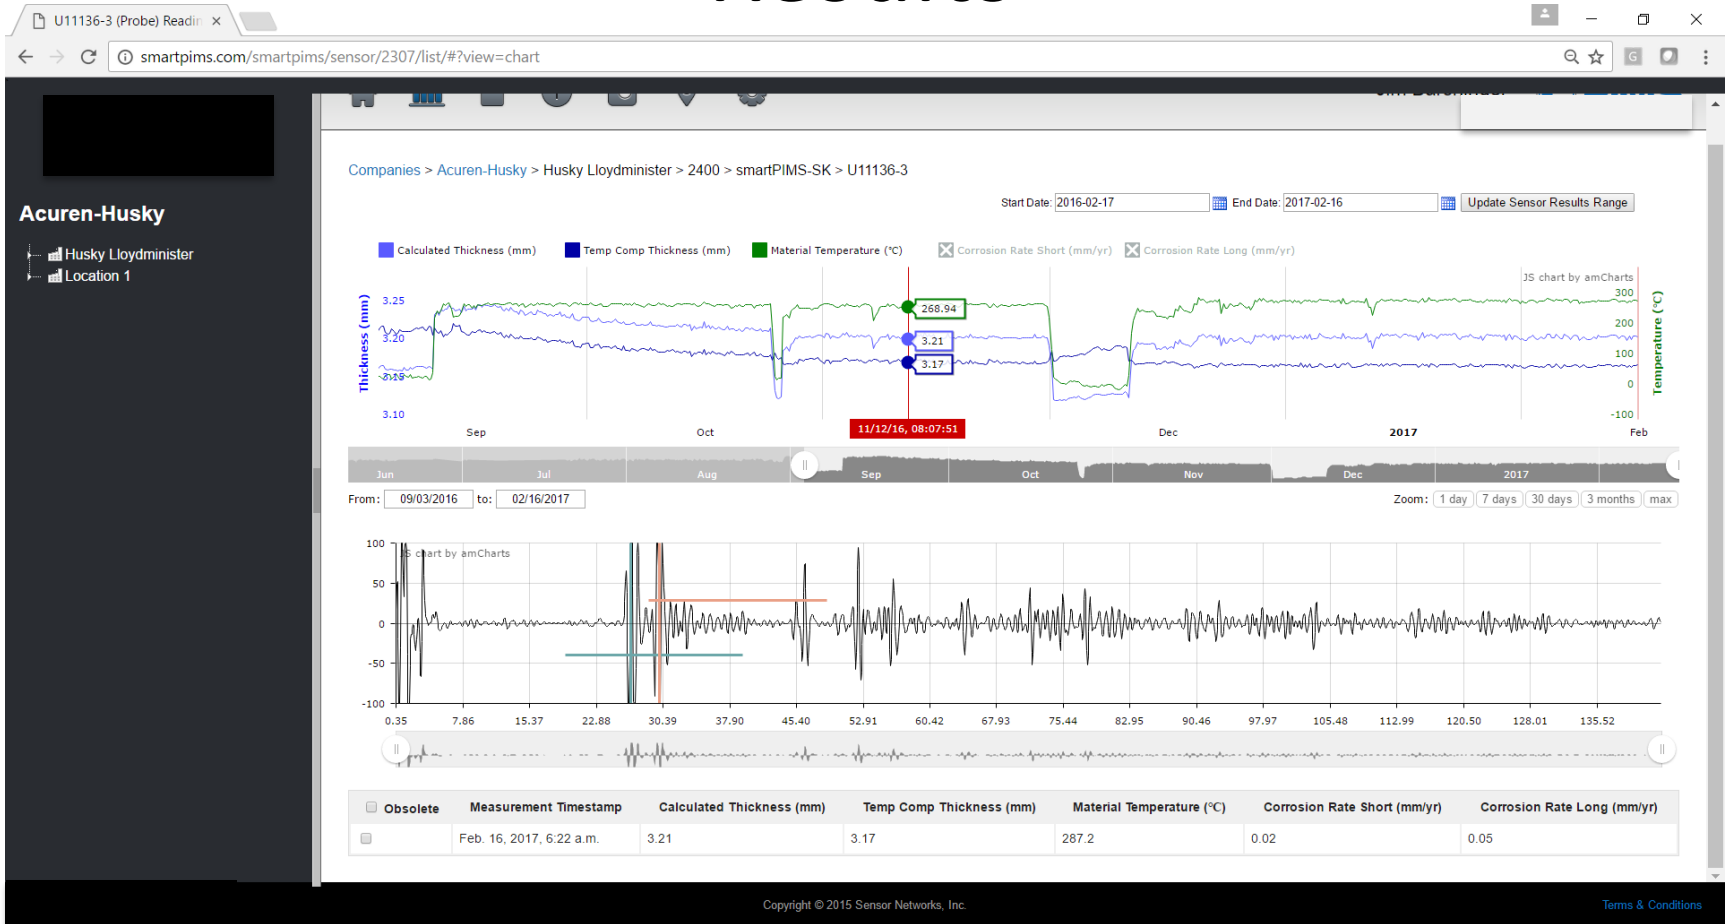 Results
U11136-3 (Probe) Readin
smartpims.com/smartpims/sensor/2307/list/#?view=chart
G
Acuren-Husky
Husky Lloydminister
Location 1
Companies > Acuren-Husky > Husky Lloydminister > 2400 > smartPIMS-SK > U11136-3
Start Date: 2016-02-17 End Date: 2017-02-16 Update Sensor Results Range
Calculated Thickness (mm) Temp Comp Thickness (mm) Material Temperature (°C) Corrosion Rate Short (mm/yr) Corrosion Rate Long (mm/yr)
JS chart by amCharts
Thickness (mm)
3.25
3.20
3.15
3.10
268.94
3.21
3.17
300
200
100
0
-100
Temperature (°C)
Sep Oct 11/12/16, 08:07:51 Dec 2017 Feb
Jun Jul Aug Sep Oct Nov Dec 2017
From: 09/03/2016 to: 02/16/2017 Zoom: 1 day 7 days 30 days 3 months max
JS chart by amCharts
100
50
0
-50
-100
0.35 7.86 15.37 22.88 30.39 37.90 45.40 52.91 60.42 67.93 75.44 82.95 90.46 97.97 105.48 112.99 120.50 128.01 135.52
Obsolete Measurement Timestamp Calculated Thickness (mm) Temp Comp Thickness (mm) Material Temperature (°C) Corrosion Rate Short (mm/yr) Corrosion Rate Long (mm/yr)
Feb. 16, 2017, 6:22 a.m. 3.21 3.17 287.2 0.02 0.05
Copyright © 2015 Sensor Networks, Inc. Terms & Conditions